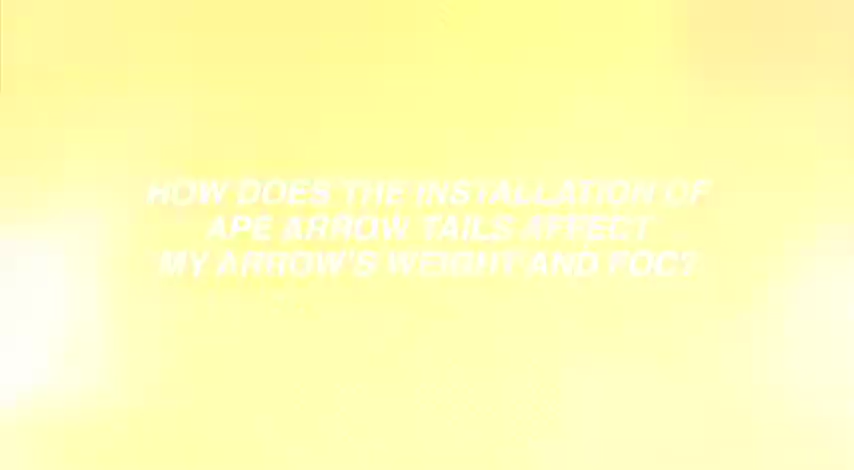 HOW DOES THE INSTALLATION OF
APE ARROW TAILS AFFECT
MY ARROW'S WEIGHT AND FOC?